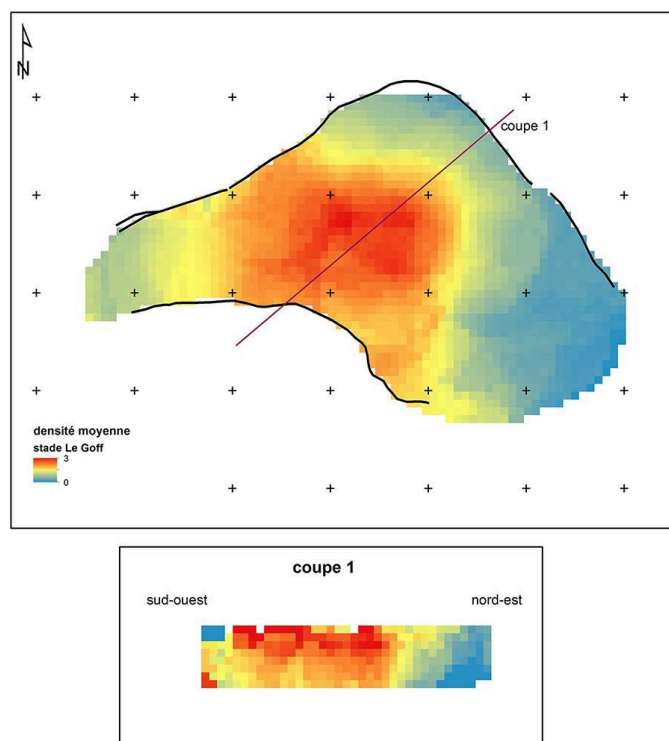 N
coupe 1
densité moyenne
stade Le Goff
3
0
coupe 1
sud-ouest
nord-est